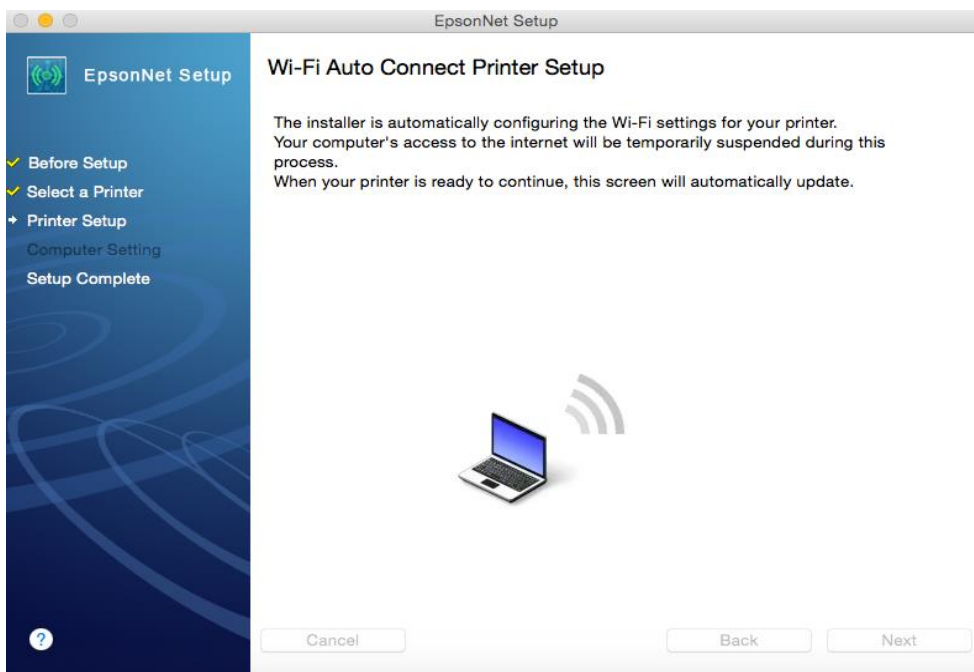 EpsonNet Setup
EpsonNet Setup
Before Setup
Select a Printer
Printer Setup
Computer Setting
Setup Complete
?
Wi-Fi Auto Connect Printer Setup
The installer is automatically configuring the Wi-Fi settings for your printer.
Your computer's access to the internet will be temporarily suspended during this
process.
When your printer is ready to continue, this screen will automatically update.
Cancel
Back
Next